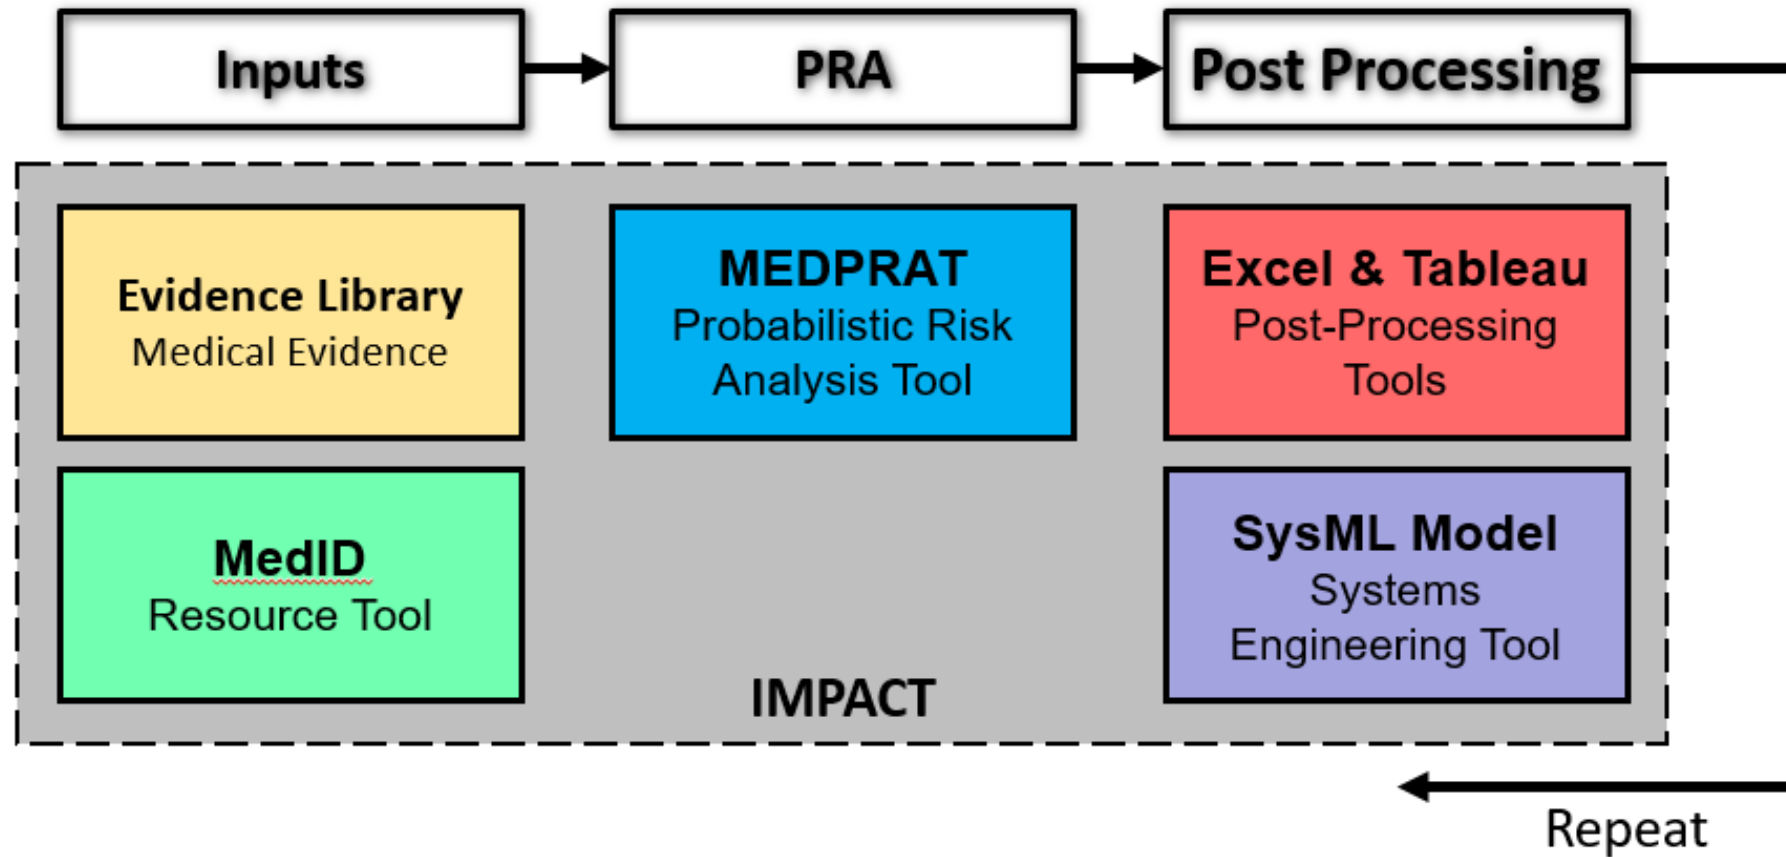 Inputs
PRA
Post Processing
Evidence Library
Medical Evidence
MEDPRAT
Probabilistic Risk
Analysis Tool
Excel & Tableau
Post-Processing
Tools
MedID
Resource Tool
SysML Model
Systems
Engineering Tool
IMPACT
Repeat